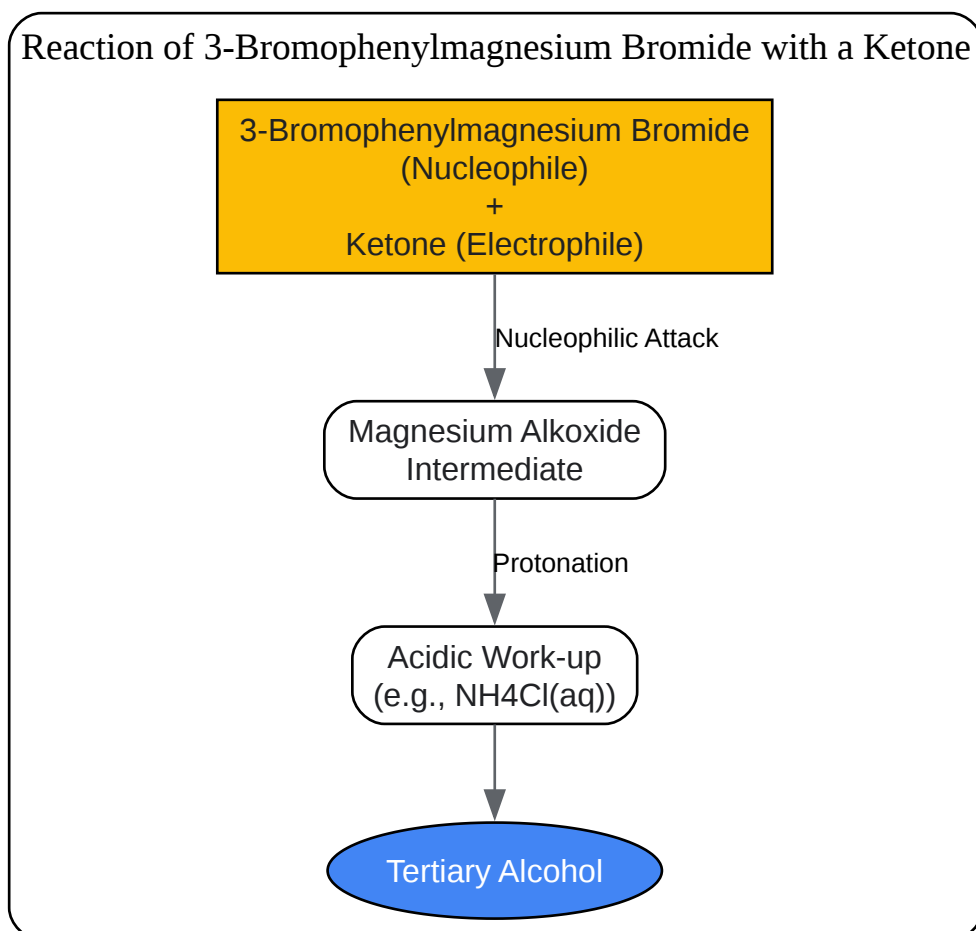 Reaction of 3-Bromophenylmagnesium Bromide with a Ketone
3-Bromophenylmagnesium Bromide
(Nucleophile)
+
Ketone (Electrophile)
Nucleophilic Attack
Magnesium Alkoxide
Intermediate
Protonation
Acidic Work-up
(e.g., NH4Cl(aq))
Tertiary Alcohol